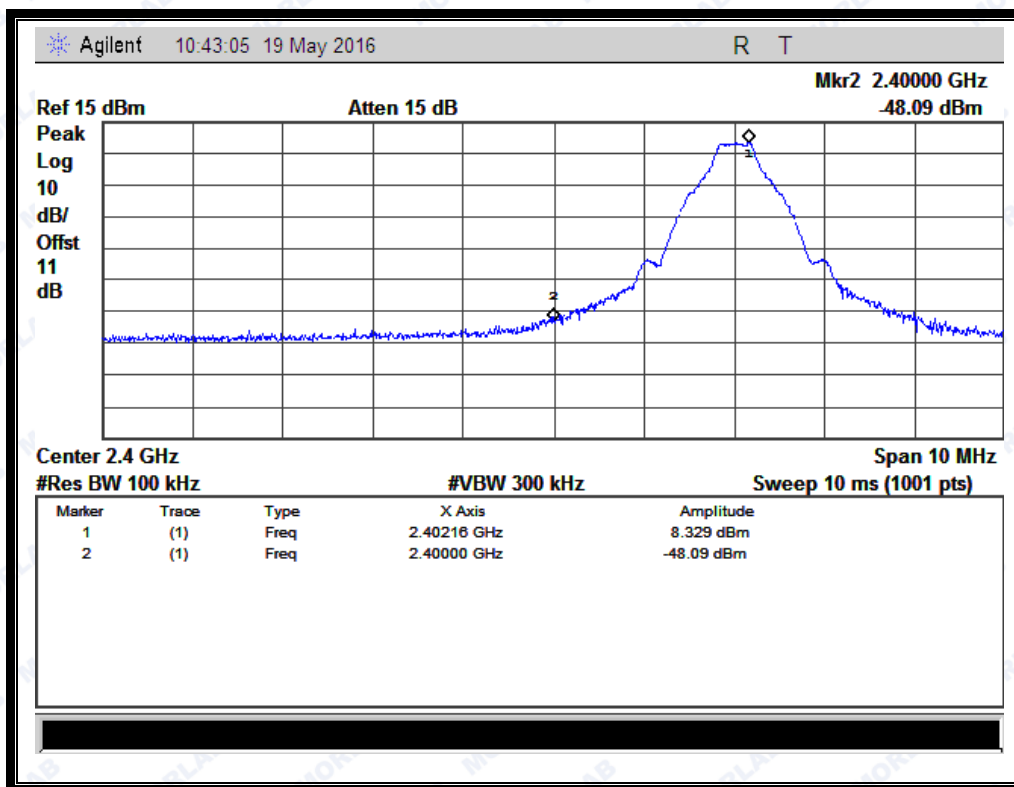 Agilent 10:43:05 19 May 2016 R T
Mkr2 2.40000 GHz
Ref 15 dBm Atten 15 dB -48.09 dBm
Peak
Log
10
dB/
Offst
11
dB
1
2
Center 2.4 GHz Span 10 MHz
#Res BW 100 kHz #VBW 300 kHz Sweep 10 ms (1001 pts)
Marker Trace Type X Axis Amplitude
1 (1) Freq 2.40216 GHz 8.329 dBm
2 (1) Freq 2.40000 GHz -48.09 dBm